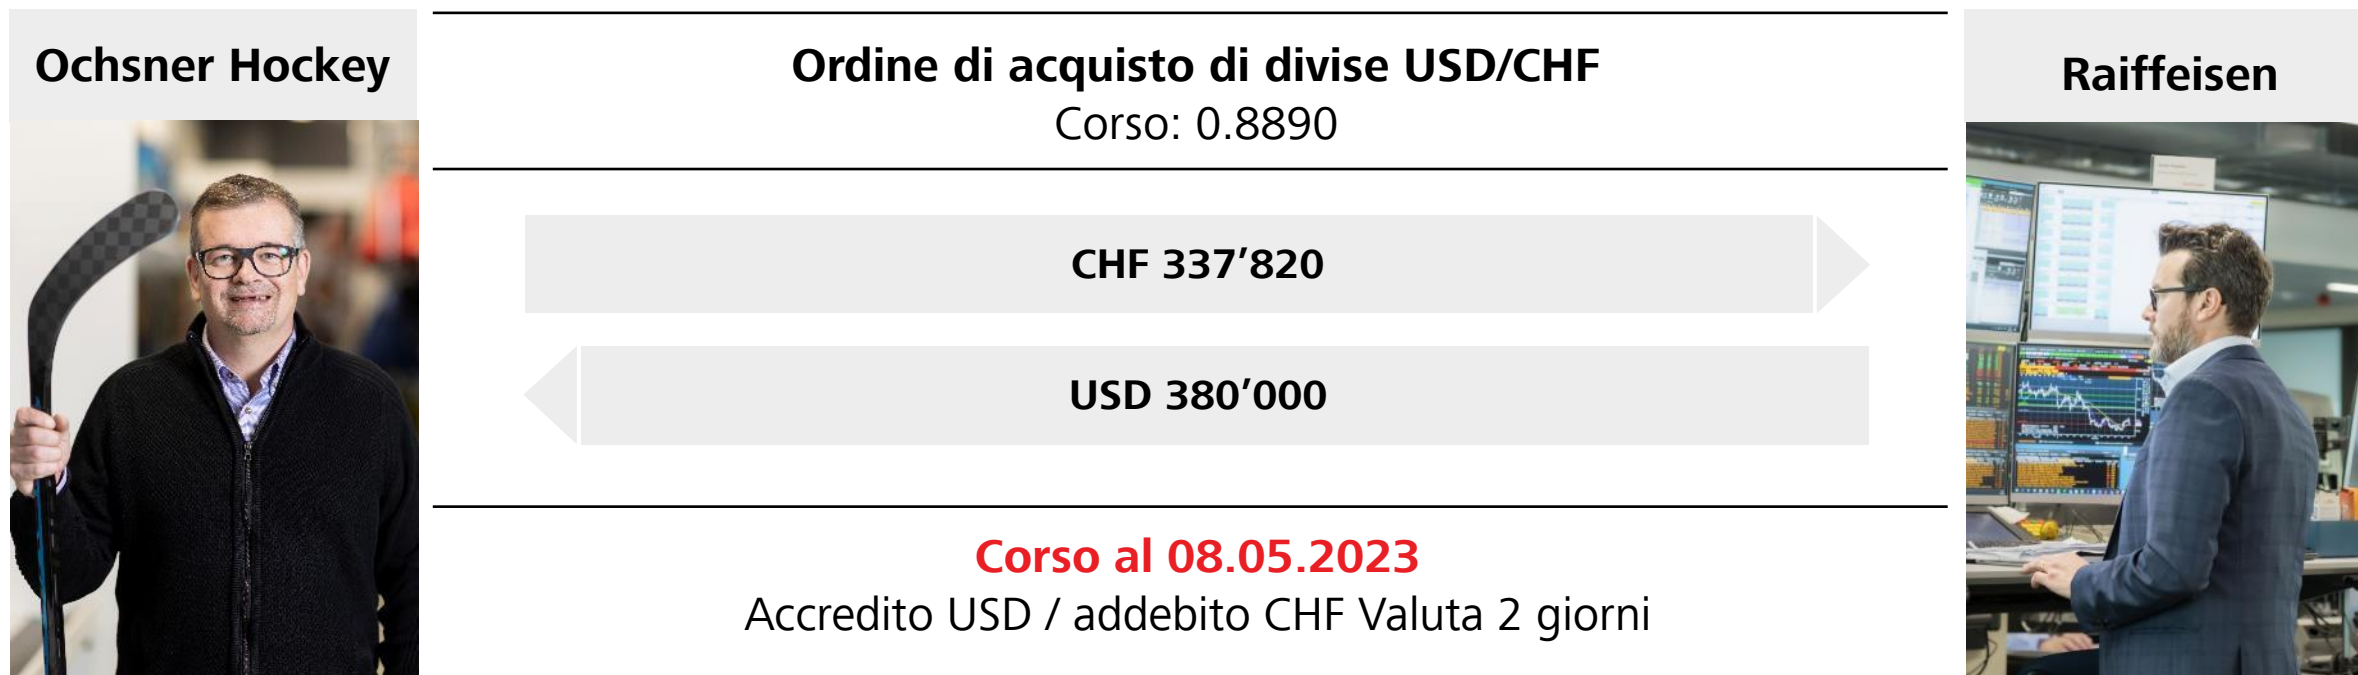 Ochsner Hockey
Ordine di acquisto di divise USD/CHF
Corso: 0.8890
Raiffeisen
CHF 337’820
USD 380’000
Corso al 08.05.2023
Accredito USD / addebito CHF Valuta 2 giorni